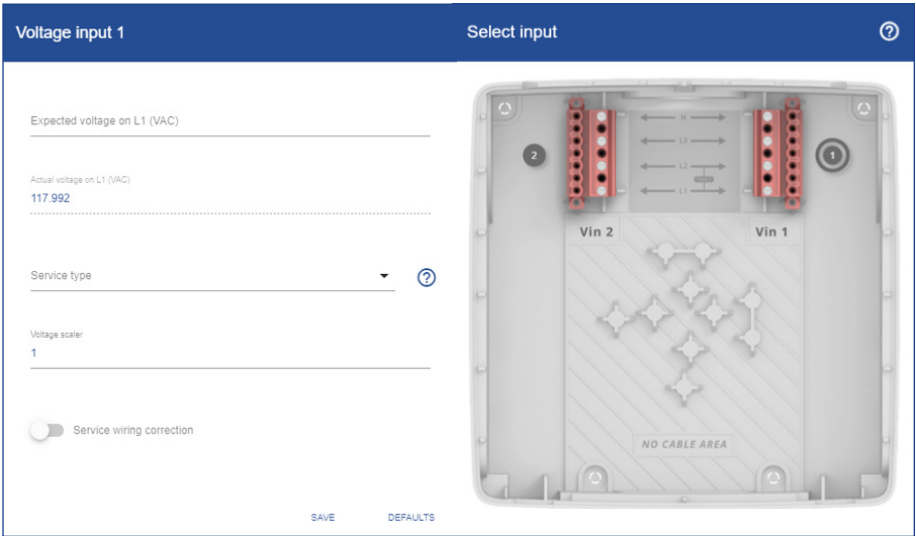 Voltage input 1
Select input
?
Expected voltage on L1 (VAC)
Actual voltage on L1 (VAC)
117.992
Service type
?
Voltage scaler
1
Service wiring correction
SAVE DEFAULTS
N
L3
L2
L1
2
1
Vin 2
Vin 1
NO CABLE AREA